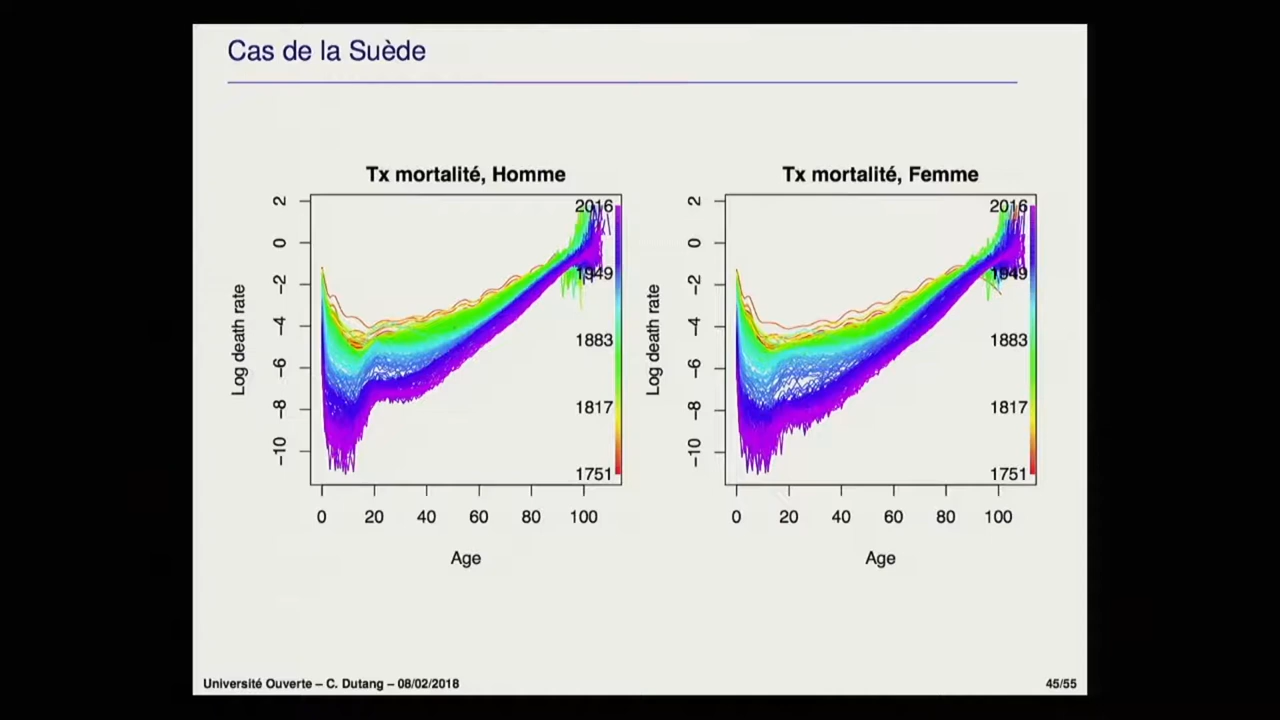 Cas de la Suède
Tx mortalité, Homme
Log death rate
2
0
−2
−4
−6
−8
−10
2016
1949
1883
1817
1751
0 20 40 60 80 100
Age
Tx mortalité, Femme
Log death rate
2
0
−2
−4
−6
−8
−10
2016
1949
1883
1817
1751
0 20 40 60 80 100
Age
Université Ouverte – C. Dutang – 08/02/2018
45/55